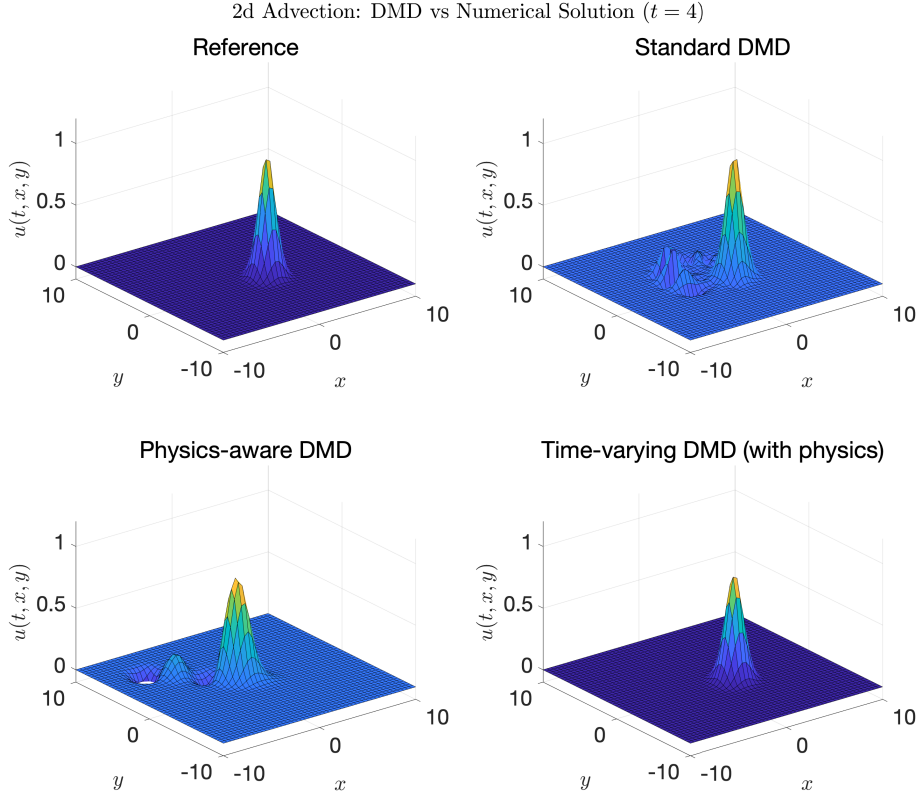 2d Advection: DMD vs Numerical Solution (t = 4)
Reference
1
0.5
0
u(t, x, y)
10
0
-10
y
-10
0
10
x
Standard DMD
1
0.5
0
u(t, x, y)
10
0
-10
y
-10
0
10
x
Physics-aware DMD
1
0.5
0
u(t, x, y)
10
0
-10
y
-10
0
10
x
Time-varying DMD (with physics)
1
0.5
0
u(t, x, y)
10
0
-10
y
-10
0
10
x